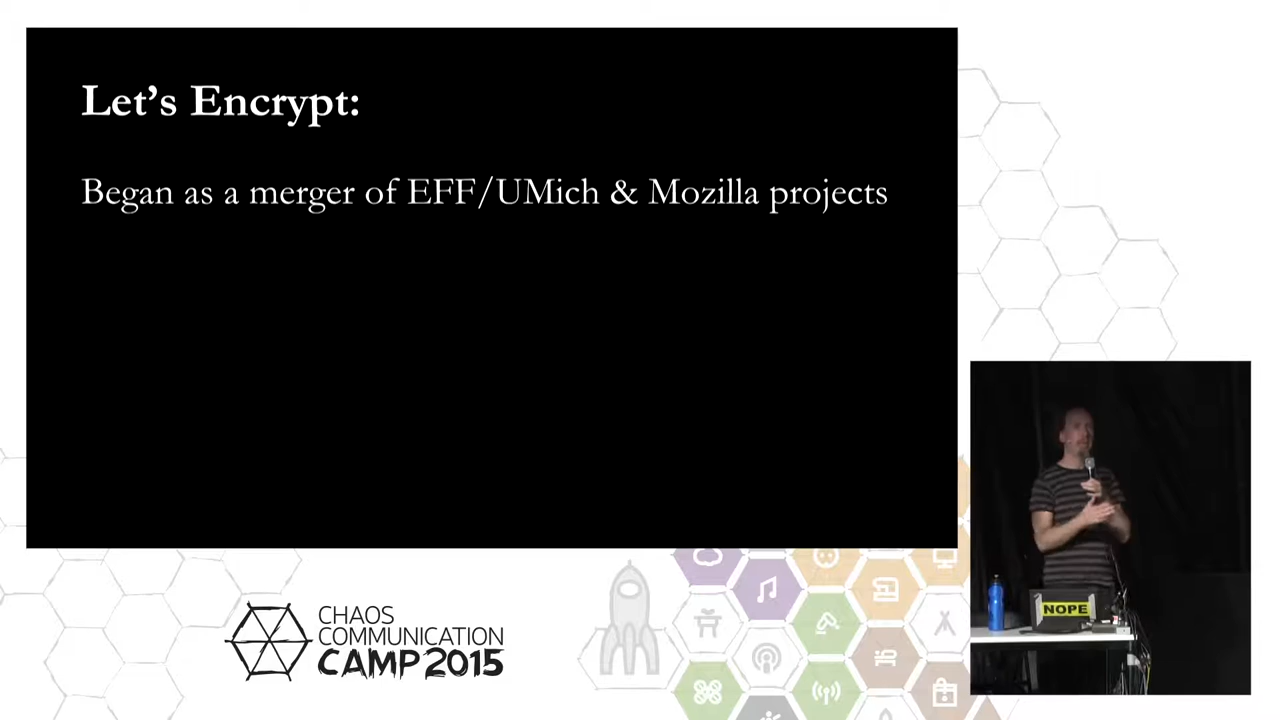 Let's Encrypt:
Began as a merger of EFF/UMich & Mozilla projects
NOPE
CHAOS
COMMUNICATION
CAMP 2015